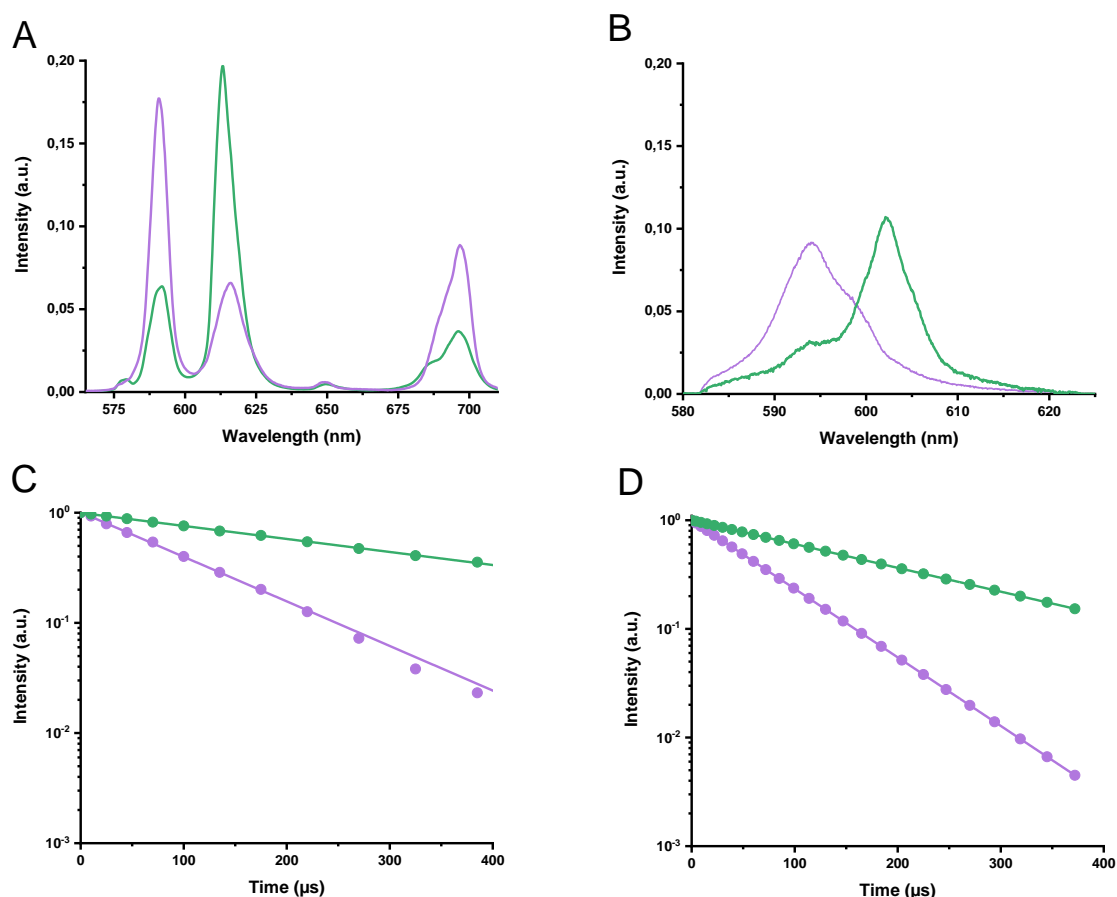 A
0,20
0,15
0,10
0,05
0,00
Intensity (a.u.)
575 600 625 650 675 700
Wavelength (nm)
B
0,20
0,15
0,10
0,05
0,00
Intensity (a.u.)
580 590 600 610 620
Wavelength (nm)
C
10⁰
10⁻¹
10⁻²
10⁻³
Intensity (a.u.)
0 100 200 300 400
Time (µs)
D
10⁰
10⁻¹
10⁻²
10⁻³
Intensity (a.u.)
0 100 200 300 400
Time (µs)